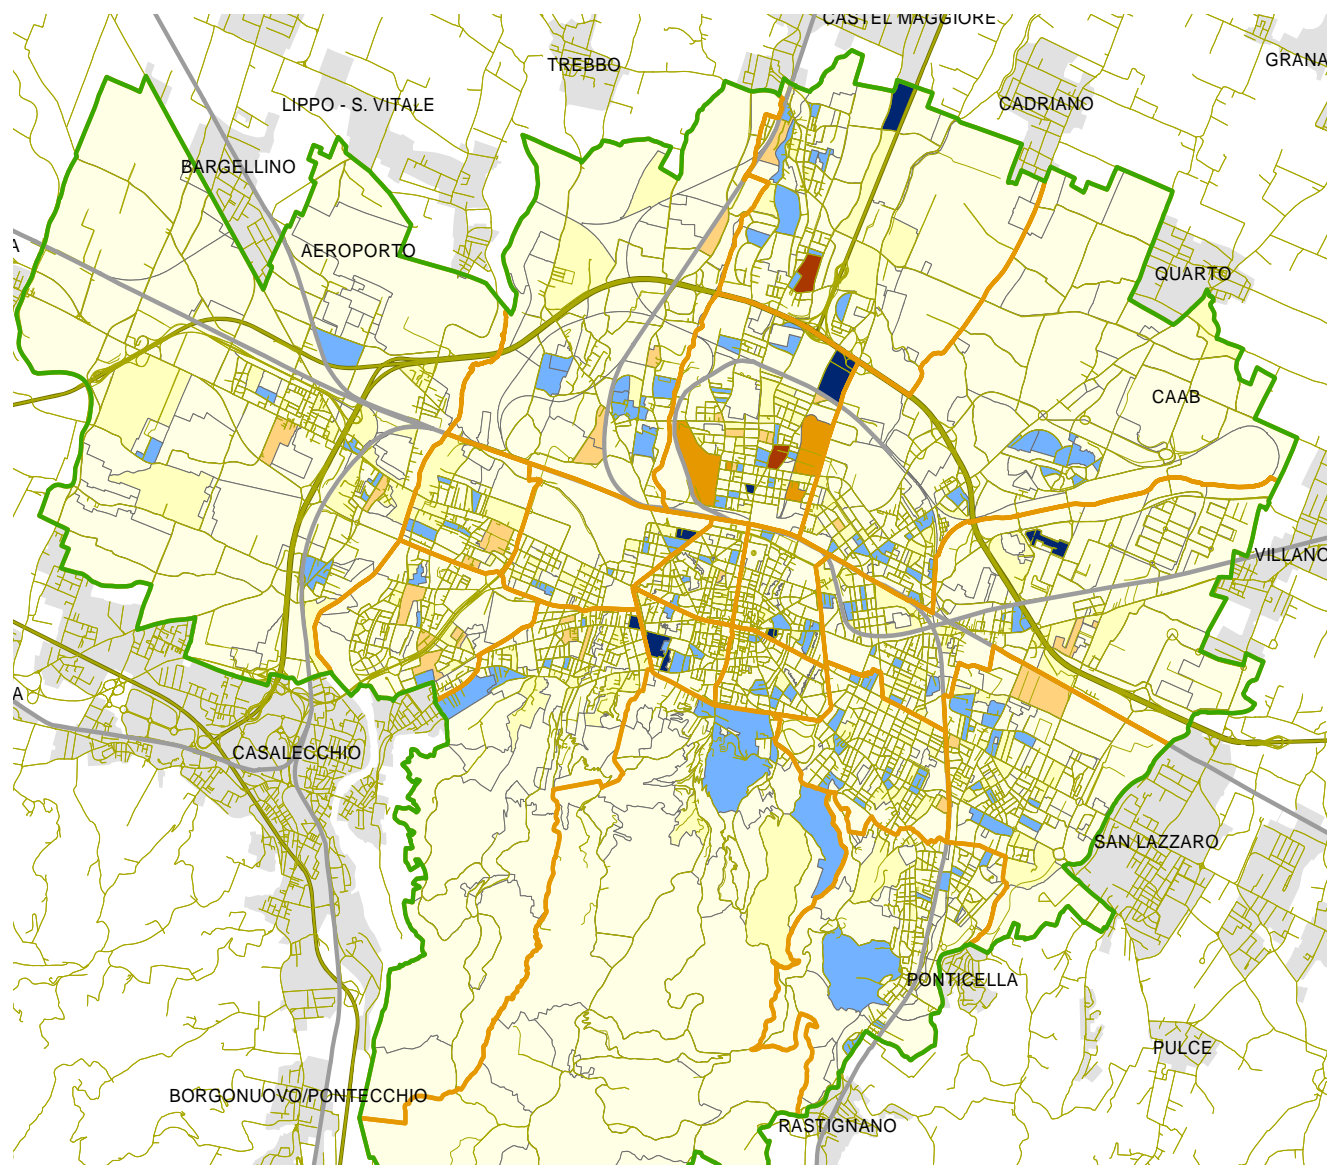 CASTEL MAGGIORE
GRANA
TREBBO
LIPPO - S. VITALE
CADRIANO
BARGELLINO
A
AEROPORTO
QUARTO
CAAB
VILLANO
A
CASALECCHIO
SAN LAZZARO
PONTICELLA
PULCE
BORGONUOVO/PONTECCHIO
RASTIGNANO